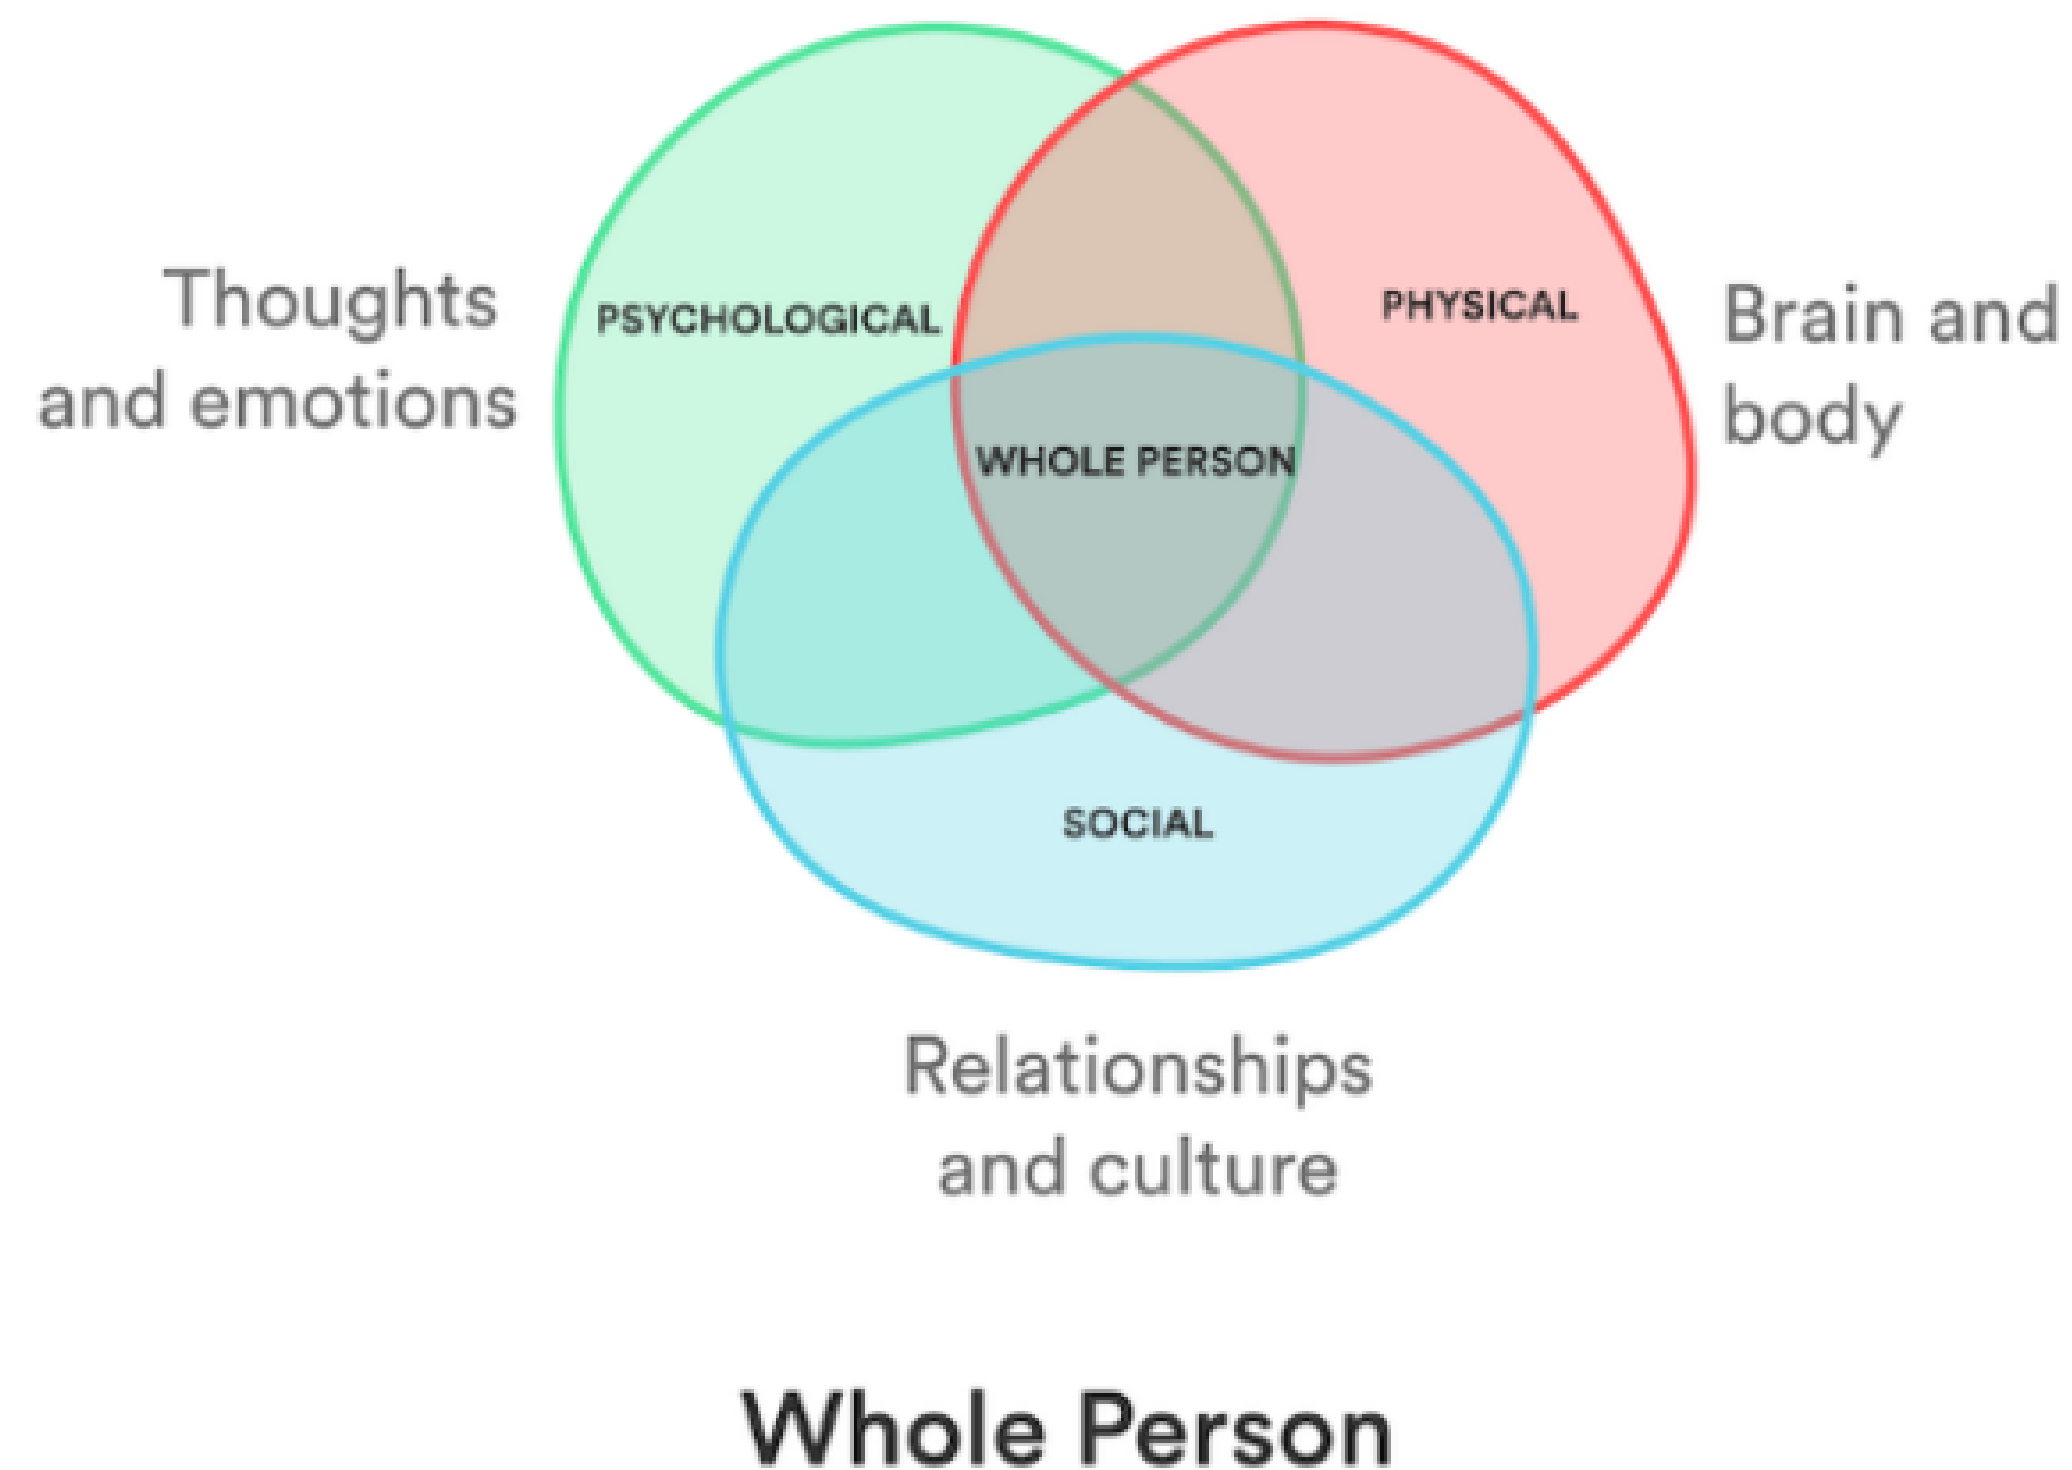 Thoughts
and emotions
PSYCHOLOGICAL
PHYSICAL
Brain and
body
WHOLE PERSON
SOCIAL
Relationships
and culture
Whole Person